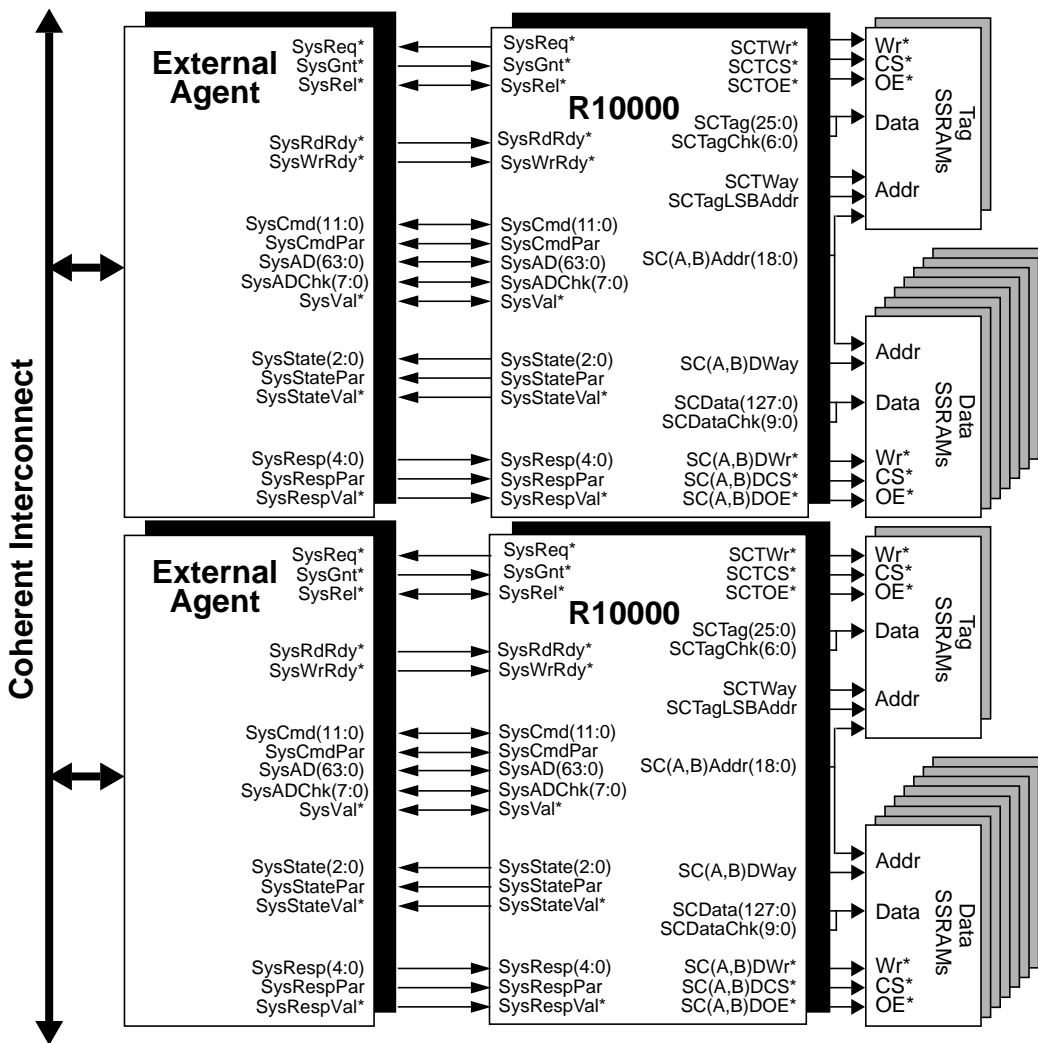 Coherent Interconnect
External
Agent
SysReq*
SysGnt*
SysRel*
SysRdRdy*
SysWrRdy*
SysCmd(11:0)
SysCmdPar
SysAD(63:0)
SysADChk(7:0)
SysVal*
SysState(2:0)
SysStatePar
SysStateVal*
SysResp(4:0)
SysRespPar
SysRespVal*
R10000
SysReq*
SysGnt*
SysRel*
SysRdRdy*
SysWrRdy*
SysCmd(11:0)
SysCmdPar
SysAD(63:0)
SysADChk(7:0)
SysVal*
SysState(2:0)
SysStatePar
SysStateVal*
SysResp(4:0)
SysRespPar
SysRespVal*
SCTWr*
SCTCS*
SCTOE*
SCTag(25:0)
SCTagChk(6:0)
SCTWay
SCTagLSBAddr
SC(A,B)Addr(18:0)
SC(A,B)DWay
SCData(127:0)
SCDataChk(9:0)
SC(A,B)DWr*
SC(A,B)DCS*
SC(A,B)DOE*
Wr*
CS*
OE*
Data
Addr
Tag
SSRAMs
Addr
Data
Wr*
CS*
OE*
Data
SSRAMs
External
Agent
SysReq*
SysGnt*
SysRel*
SysRdRdy*
SysWrRdy*
SysCmd(11:0)
SysCmdPar
SysAD(63:0)
SysADChk(7:0)
SysVal*
SysState(2:0)
SysStatePar
SysStateVal*
SysResp(4:0)
SysRespPar
SysRespVal*
R10000
SysReq*
SysGnt*
SysRel*
SysRdRdy*
SysWrRdy*
SysCmd(11:0)
SysCmdPar
SysAD(63:0)
SysADChk(7:0)
SysVal*
SysState(2:0)
SysStatePar
SysStateVal*
SysResp(4:0)
SysRespPar
SysRespVal*
SCTWr*
SCTCS*
SCTOE*
SCTag(25:0)
SCTagChk(6:0)
SCTWay
SCTagLSBAddr
SC(A,B)Addr(18:0)
SC(A,B)DWay
SCData(127:0)
SCDataChk(9:0)
SC(A,B)DWr*
SC(A,B)DCS*
SC(A,B)DOE*
Wr*
CS*
OE*
Data
Addr
Tag
SSRAMs
Addr
Data
Wr*
CS*
OE*
Data
SSRAMs